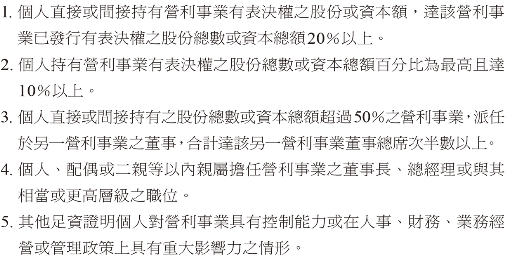 1. 個人直接或間接持有營利事業有表決權之股份或資本額，達該營利事
業已發行有表決權之股份總數或資本總額20％以上。
2. 個人持有營利事業有表決權之股份總數或資本總額百分比為最高且達
10％以上。
3. 個人直接或間接持有之股份總數或資本總額超過50％之營利事業，派任
於另一營利事業之董事，合計達該另一營利事業董事總席次半數以上。
4. 個人、配偶或二親等以內親屬擔任營利事業之董事長、總經理或與其
相當或更高層級之職位。
5. 其他足資證明個人對營利事業具有控制能力或在人事、財務、業務經
營或管理政策上具有重大影響力之情形。